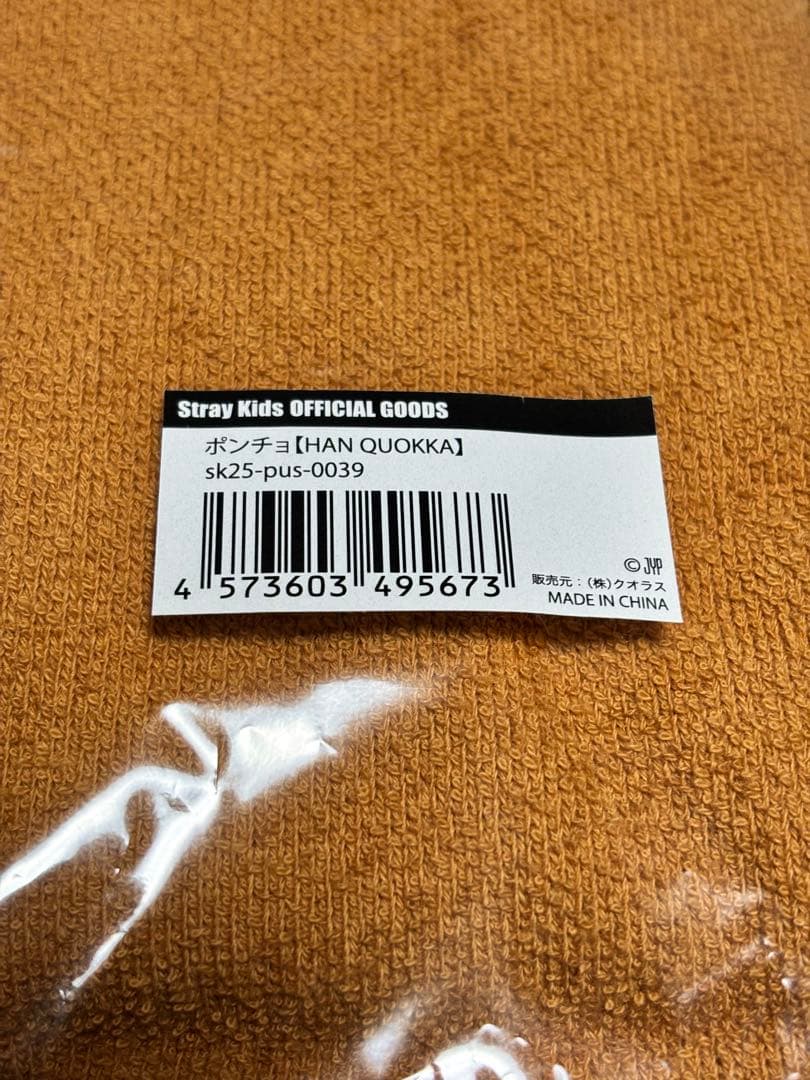 Stray Kids OFFICIAL GOODS
ポンチョ【HAN QUOKKA】
sk25-pus-0039
4 573603 495673
© JYP
販売元：（株）クオラス
MADE IN CHINA